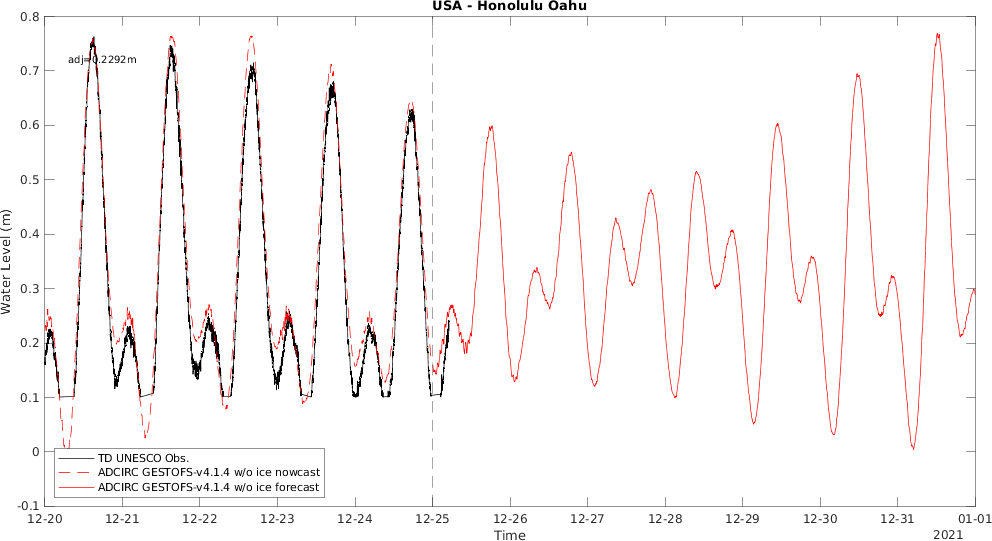 USA - Honolulu Oahu
0.8
0.7
0.6
0.5
0.4
0.3
0.2
0.1
0
-0.1
Water Level (m)
adj=0.2292m
TD UNESCO Obs.
ADCIRC GESTOFS-v4.1.4 w/o ice nowcast
ADCIRC GESTOFS-v4.1.4 w/o ice forecast
12-20 12-21 12-22 12-23 12-24 12-25 12-26 12-27 12-28 12-29 12-30 12-31 01-01
Time
2021